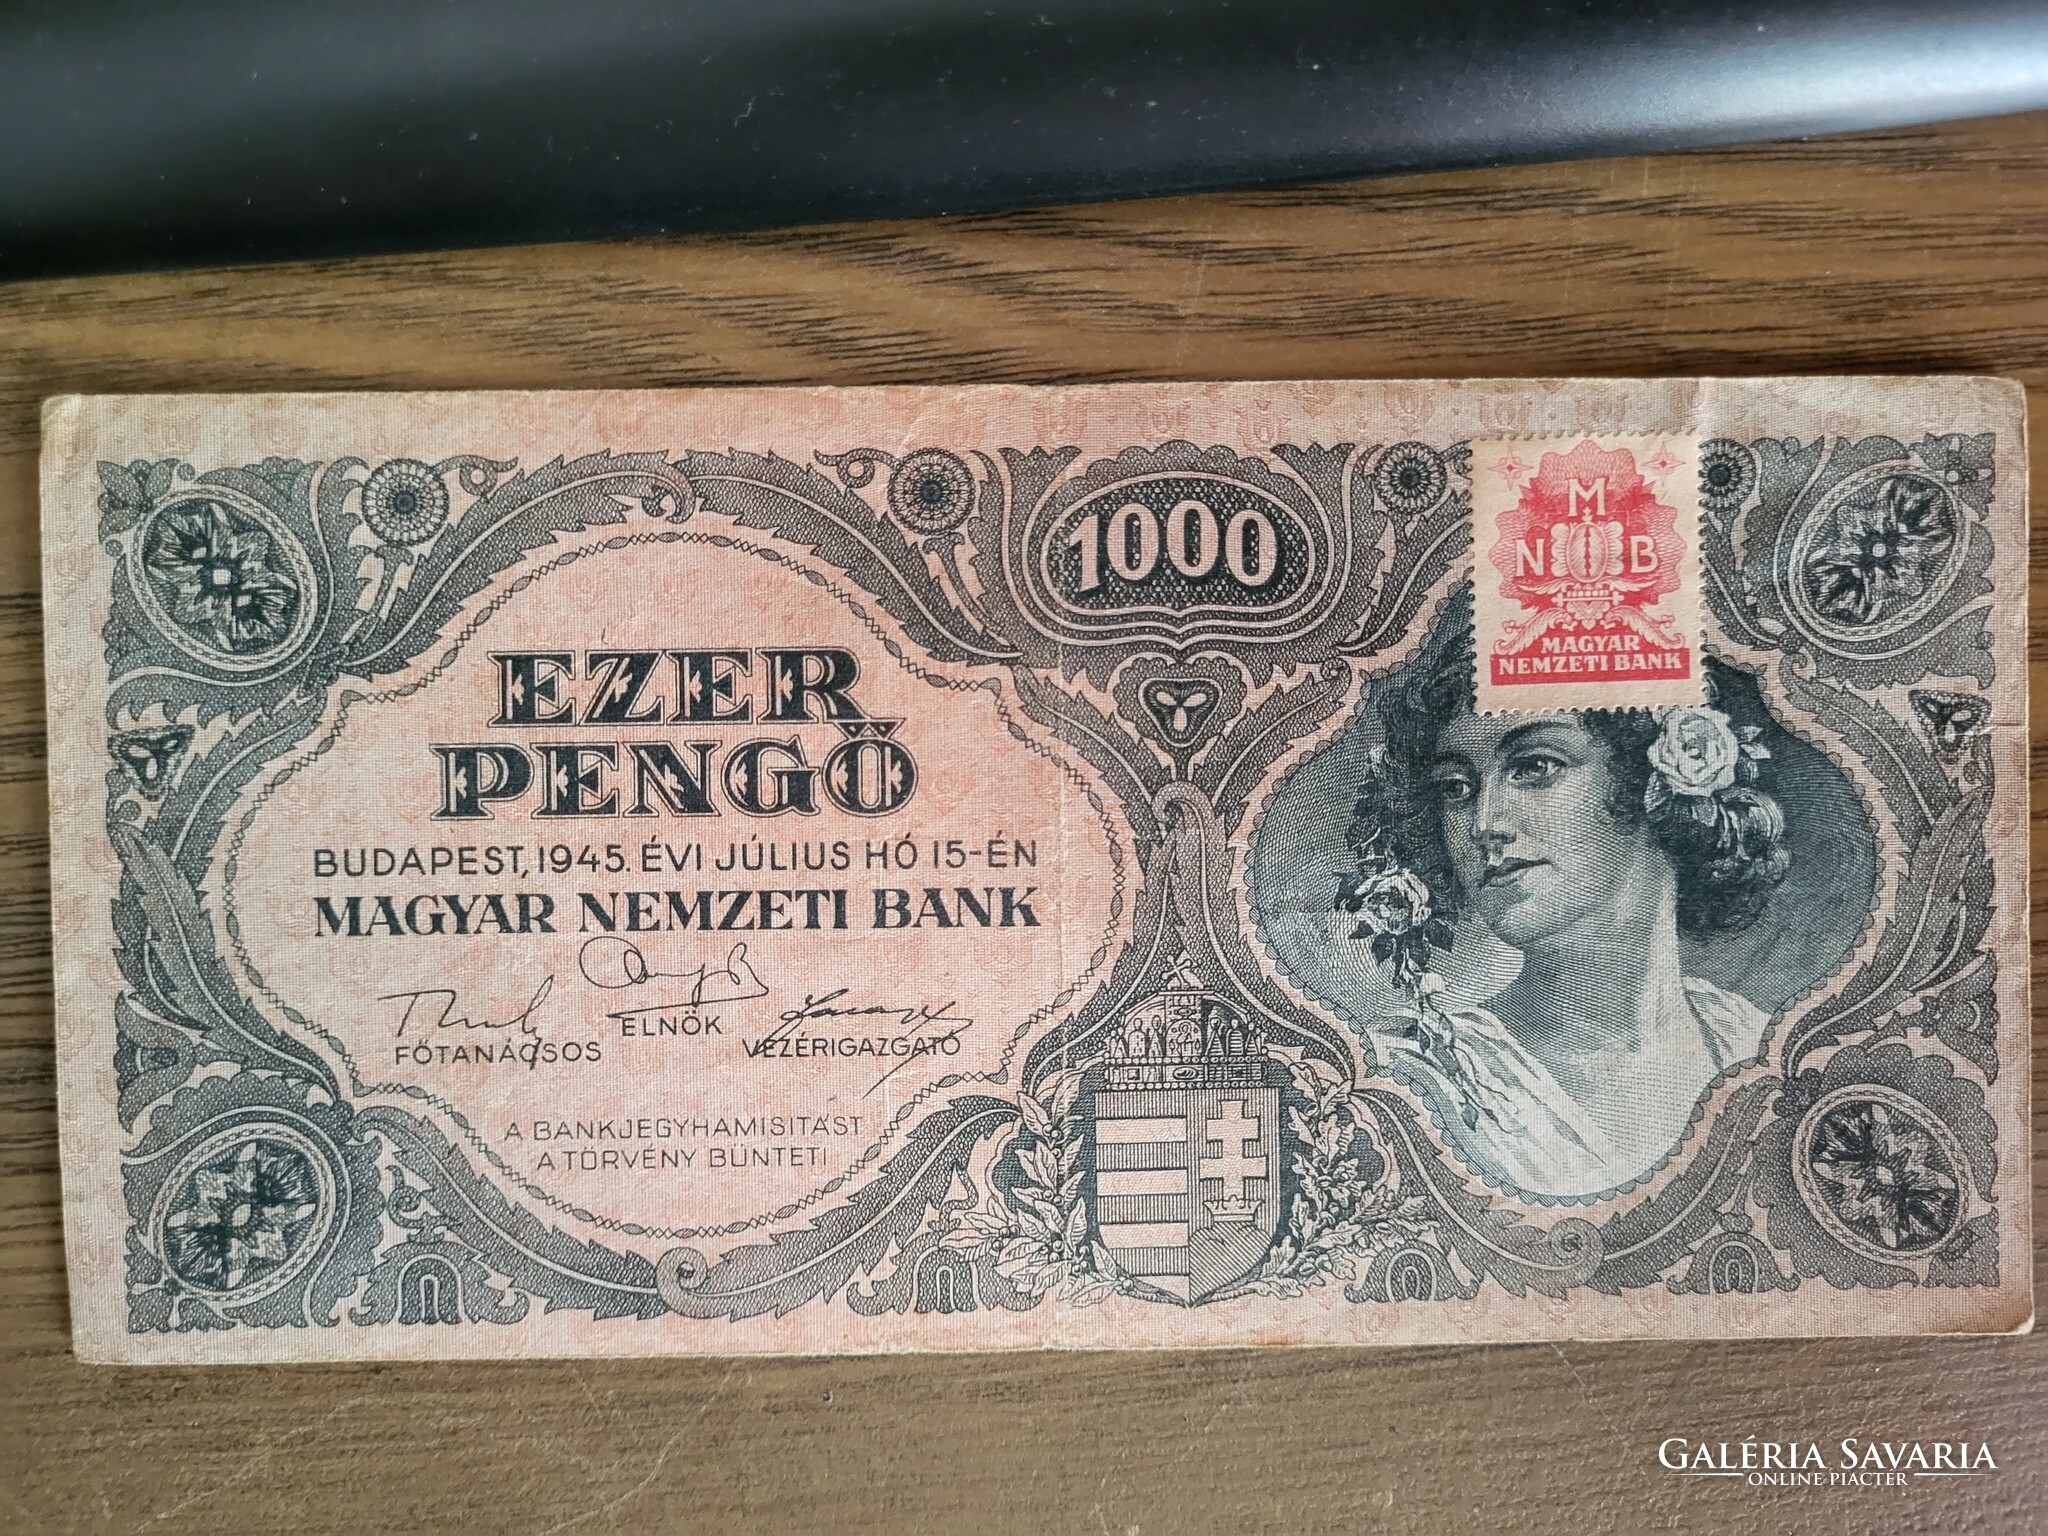 1000
M
N B
MAGYAR
NEMZETI BANK
EZER
PENGŐ
BUDAPEST, 1945. ÉVI JÚLIUS HÓ 15-ÉN
MAGYAR NEMZETI BANK
ELNÖK
FŐTANÁCSOS
VEZÉRIGAZGATÓ
A BANKJEGYHAMISITÁST
A TÖRVÉNY BÜNTETI
GALÉRIA SAVARIA
ONLINE PIACTÉR